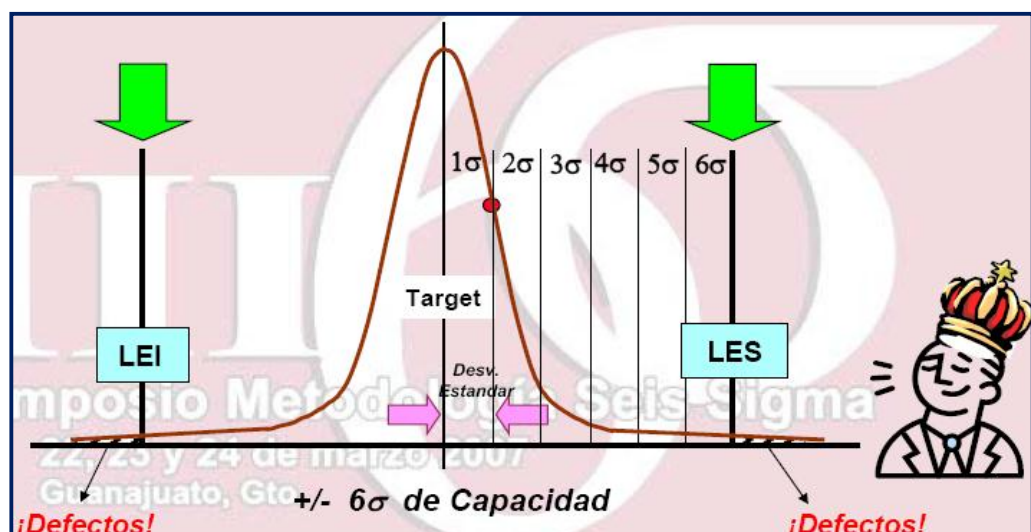 1σ 2σ 3σ 4σ 5σ 6σ
Target
LEI
LES
Desv.
Estandar
mposio Metodología Seis Sigma
22, 23 y 24 de marzo 2007
Guanajuato, Gto.
+/- 6σ de Capacidad
¡Defectos!
¡Defectos!